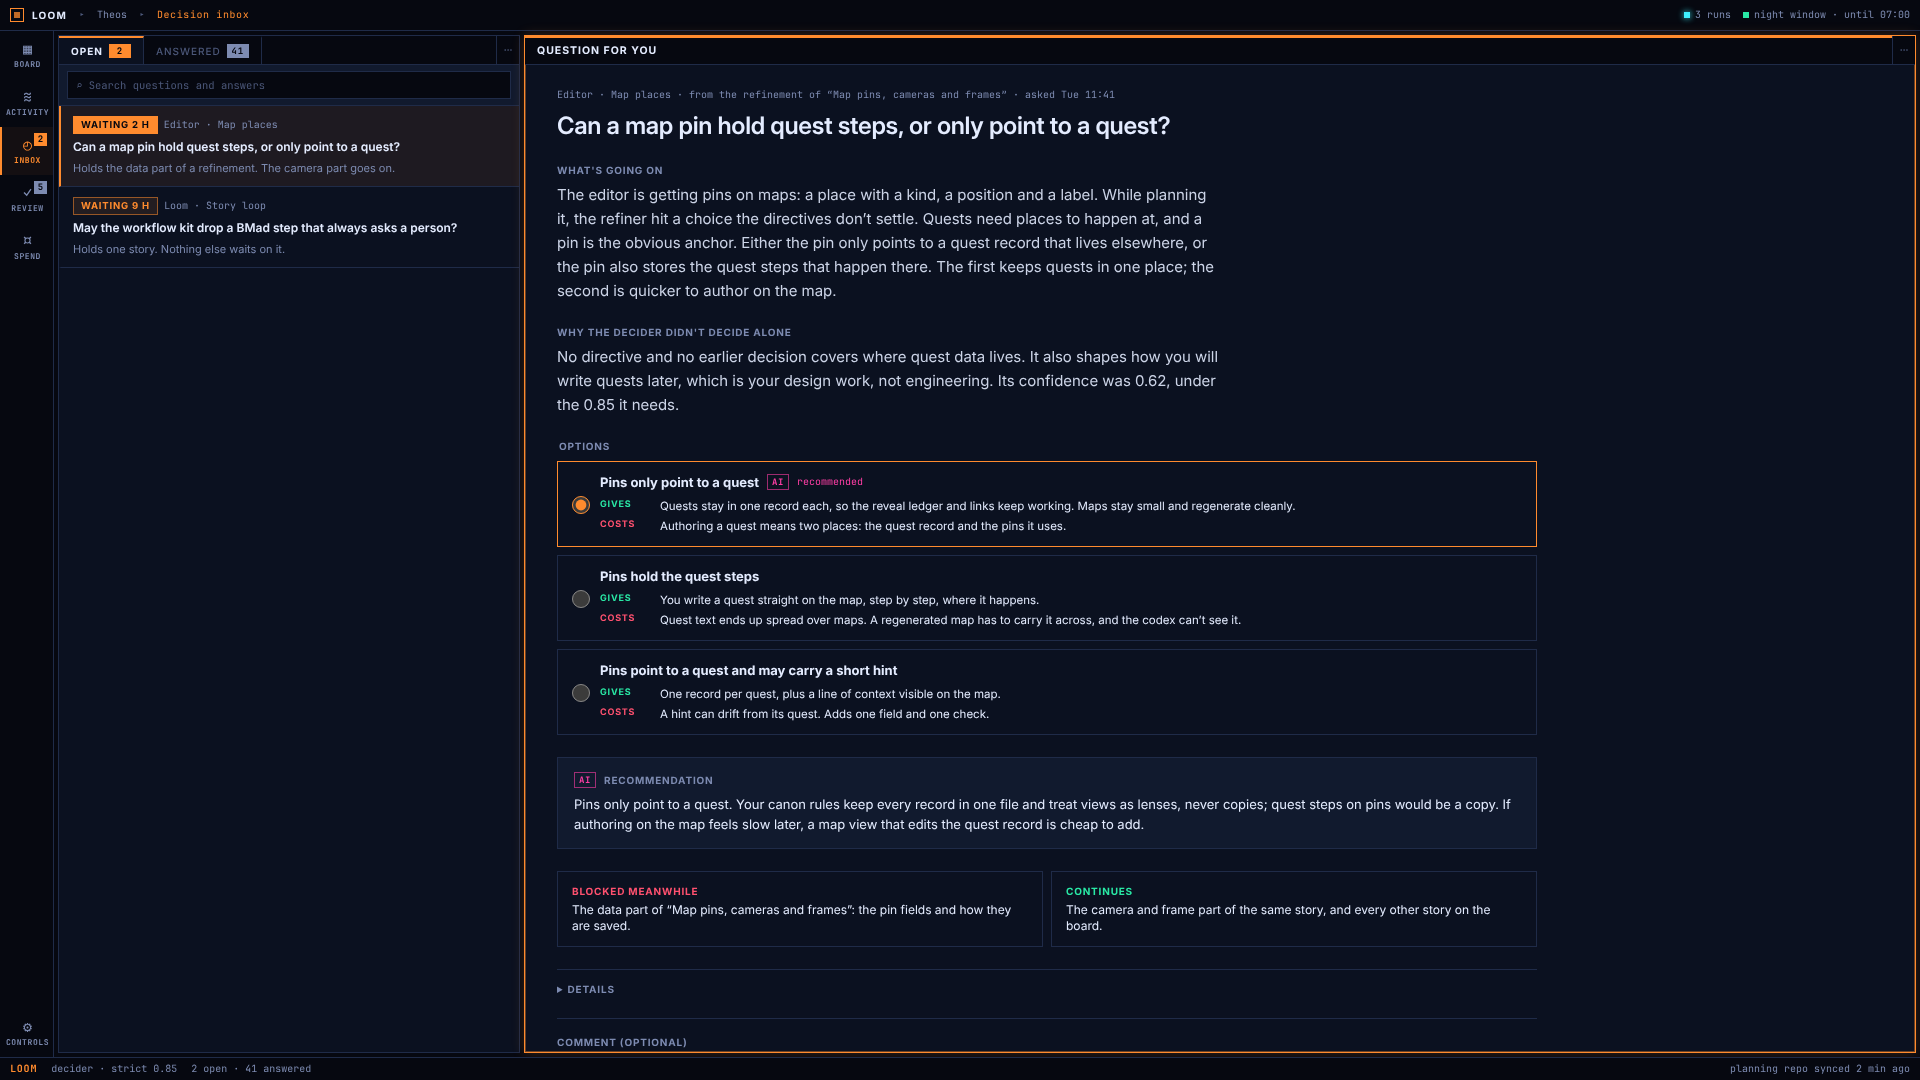 LOOM ▸ Theos ▸ Decision inbox
3 runs night window · until 07:00
BOARD
ACTIVITY
2
INBOX
5
REVIEW
SPEND
CONTROLS
OPEN 2 ANSWERED 41 ···
Search questions and answers
WAITING 2 H Editor · Map places
Can a map pin hold quest steps, or only point to a quest?
Holds the data part of a refinement. The camera part goes on.
WAITING 9 H Loom · Story loop
May the workflow kit drop a BMad step that always asks a person?
Holds one story. Nothing else waits on it.
QUESTION FOR YOU ···
Editor · Map places · from the refinement of “Map pins, cameras and frames” · asked Tue 11:41
Can a map pin hold quest steps, or only point to a quest?
WHAT'S GOING ON
The editor is getting pins on maps: a place with a kind, a position and a label. While planning
it, the refiner hit a choice the directives don’t settle. Quests need places to happen at, and a
pin is the obvious anchor. Either the pin only points to a quest record that lives elsewhere, or
the pin also stores the quest steps that happen there. The first keeps quests in one place; the
second is quicker to author on the map.
WHY THE DECIDER DIDN'T DECIDE ALONE
No directive and no earlier decision covers where quest data lives. It also shapes how you will
write quests later, which is your design work, not engineering. Its confidence was 0.62, under
the 0.85 it needs.
OPTIONS
Pins only point to a quest AI recommended
GIVES Quests stay in one record each, so the reveal ledger and links keep working. Maps stay small and regenerate cleanly.
COSTS Authoring a quest means two places: the quest record and the pins it uses.
Pins hold the quest steps
GIVES You write a quest straight on the map, step by step, where it happens.
COSTS Quest text ends up spread over maps. A regenerated map has to carry it across, and the codex can’t see it.
Pins point to a quest and may carry a short hint
GIVES One record per quest, plus a line of context visible on the map.
COSTS A hint can drift from its quest. Adds one field and one check.
AI RECOMMENDATION
Pins only point to a quest. Your canon rules keep every record in one file and treat views as lenses, never copies; quest steps on pins would be a copy. If
authoring on the map feels slow later, a map view that edits the quest record is cheap to add.
BLOCKED MEANWHILE
The data part of “Map pins, cameras and frames”: the pin fields and how they
are saved.
CONTINUES
The camera and frame part of the same story, and every other story on the
board.
▸ DETAILS
COMMENT (OPTIONAL)
LOOM decider · strict 0.85 2 open · 41 answered
planning repo synced 2 min ago